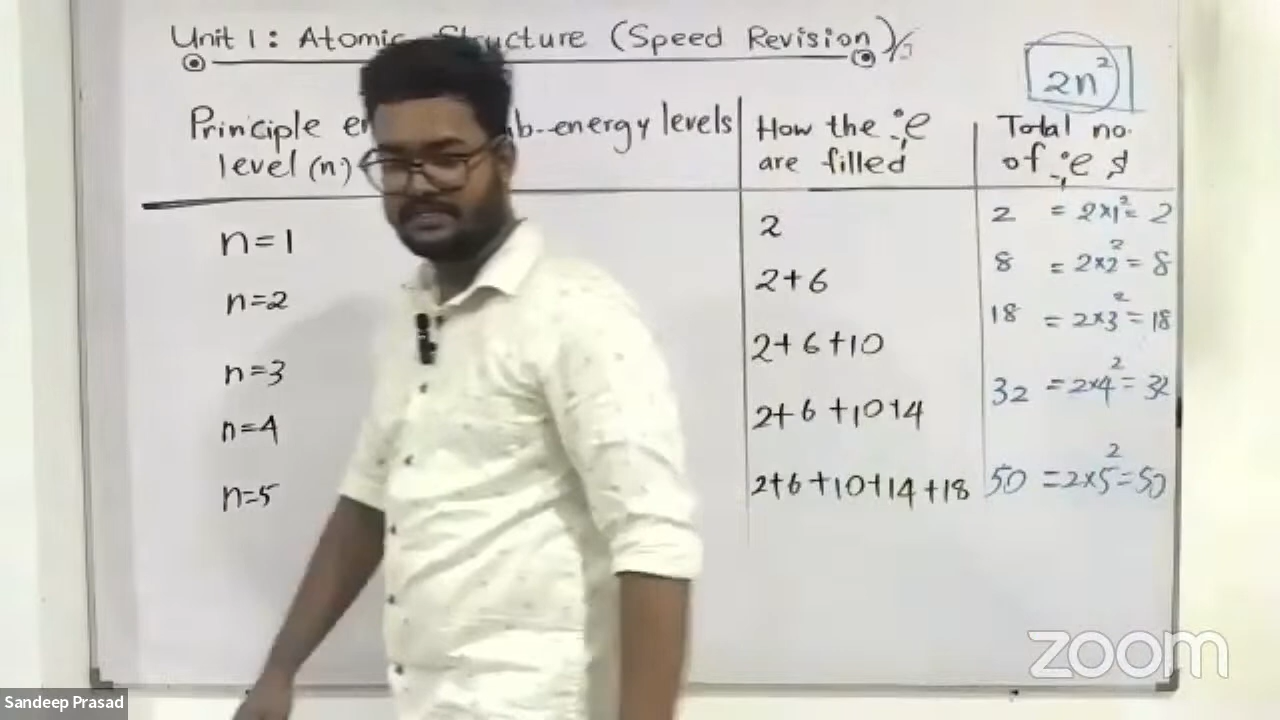 Unit 1: Atomic Structure (Speed Revision)
2n²
Principle level (n)
sub-energy levels
How the e are filled
Total no. of e s
n=1
2
2 = 2×1² = 2
n=2
2+6
8 = 2×2² = 8
n=3
2+6+10
18 = 2×3² = 18
n=4
2+6+10+14
32 = 2×4² = 32
n=5
2+6+10+14+18
50 = 2×5² = 50
zoom
Sandeep Prasad